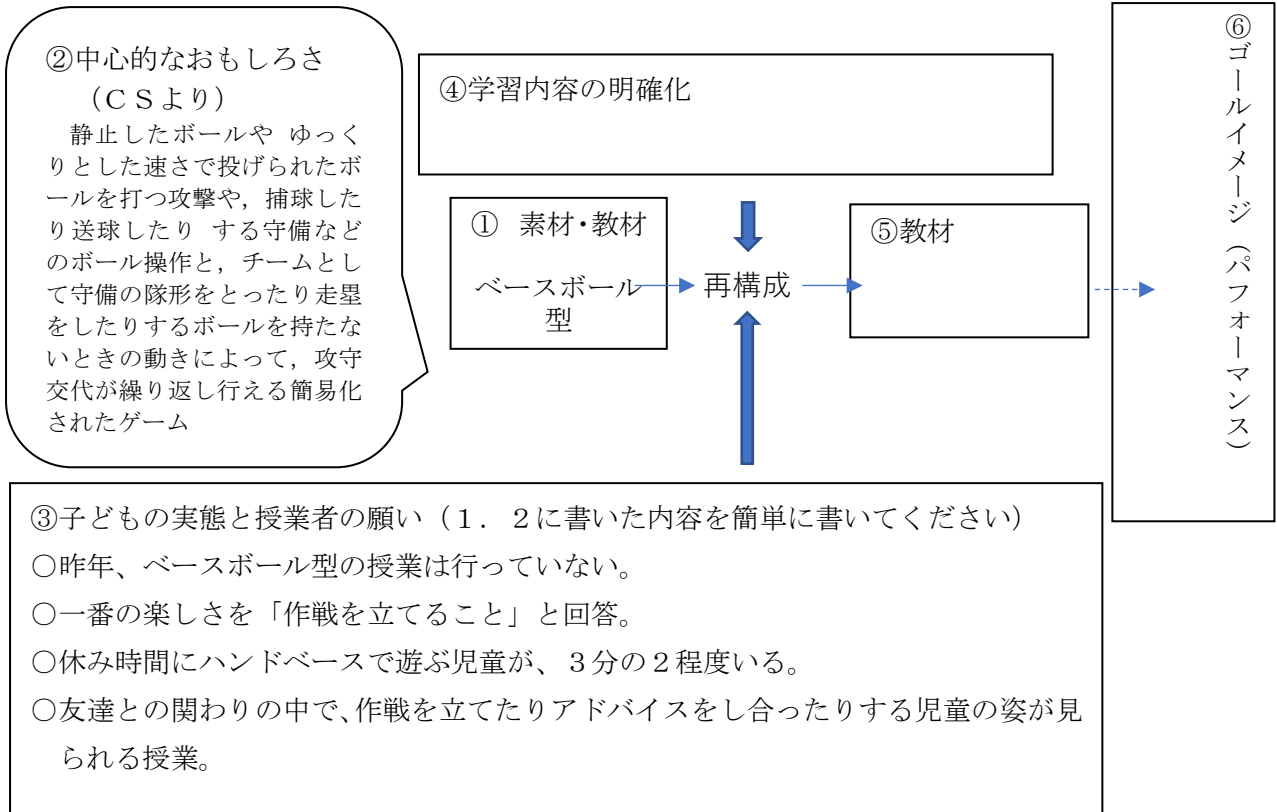 ②中心的なおもしろさ
（ＣＳより）
静止したボールや ゆっく
りとした速さで投げられたボ
ールを打つ攻撃や，捕球した
り送球したり する守備など
のボール操作と，チームとし
て守備の隊形をとったり走塁
をしたりするボールを持たな
いときの動きによって，攻守
交代が繰り返し行える簡易化
されたゲーム
④学習内容の明確化
① 素材・教材
ベースボール
型
再構成
⑤教材
⑥ゴールイメージ（パフォーマンス）
③子どもの実態と授業者の願い（１．２に書いた内容を簡単に書いてください）
○昨年、ベースボール型の授業は行っていない。
○一番の楽しさを「作戦を立てること」と回答。
○休み時間にハンドベースで遊ぶ児童が、３分の２程度いる。
○友達との関わりの中で、作戦を立てたりアドバイスをし合ったりする児童の姿が見
られる授業。